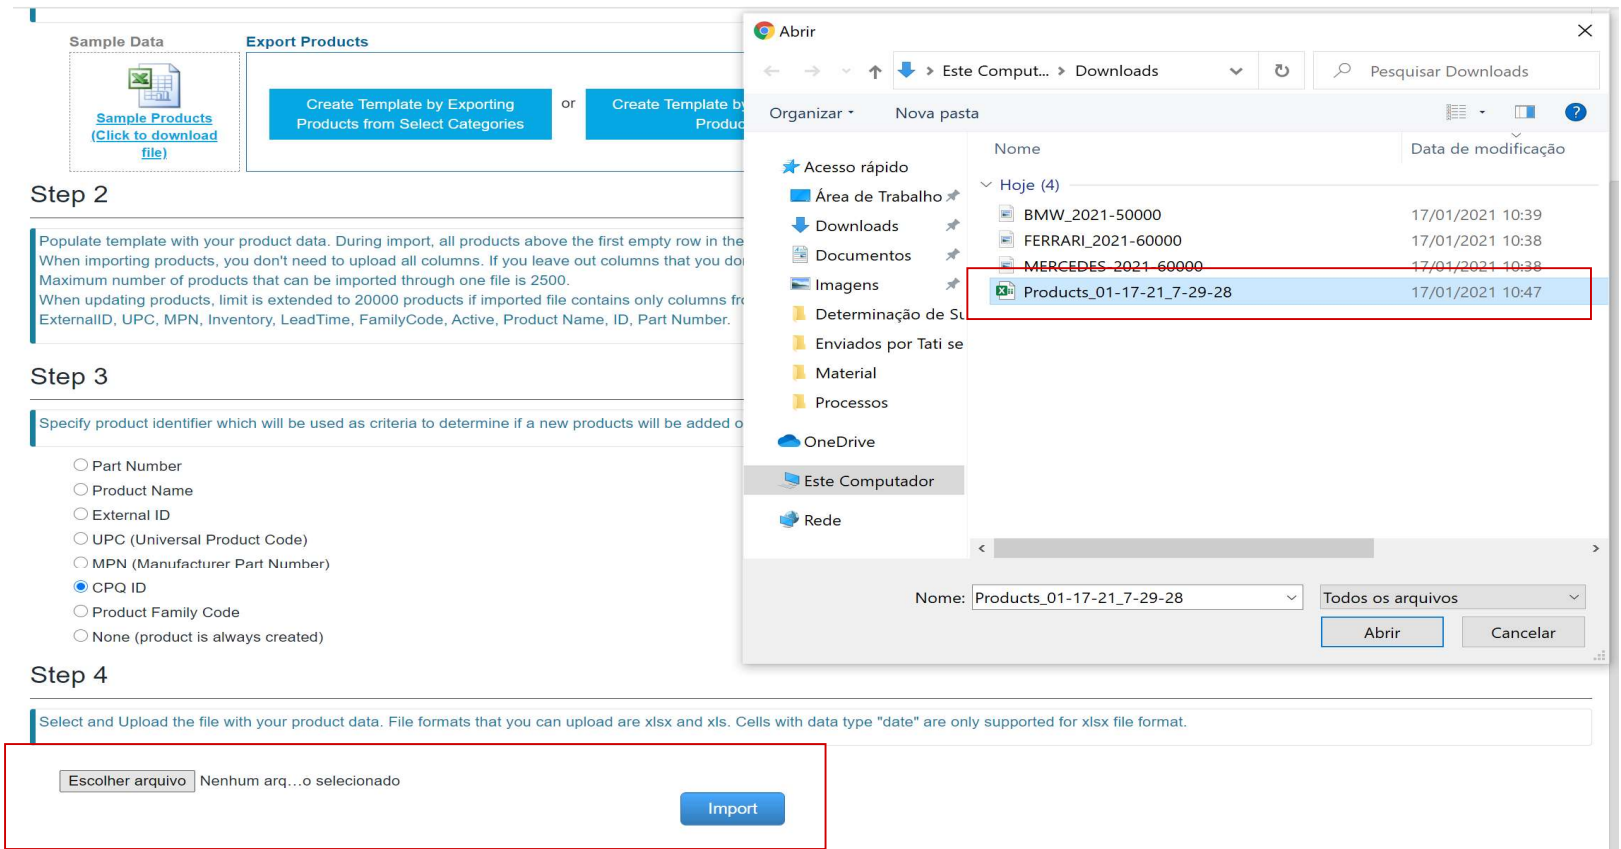 Sample Data
Export Products
Sample Products
(Click to download
file)
Create Template by Exporting
Products from Select Categories
or
Create Template b
Produc
Step 2
Populate template with your product data. During import, all products above the first empty row in the
When importing products, you don't need to upload all columns. If you leave out columns that you do
Maximum number of products that can be imported through one file is 2500.
When updating products, limit is extended to 20000 products if imported file contains only columns fr
ExternalID, UPC, MPN, Inventory, LeadTime, FamilyCode, Active, Product Name, ID, Part Number.
Step 3
Specify product identifier which will be used as criteria to determine if a new products will be added o
Part Number
Product Name
External ID
UPC (Universal Product Code)
MPN (Manufacturer Part Number)
CPQ ID
Product Family Code
None (product is always created)
Step 4
Select and Upload the file with your product data. File formats that you can upload are xlsx and xls. Cells with data type "date" are only supported for xlsx file format.
Escolher arquivo Nenhum arq...o selecionado
Import
Abrir
Este Comput... > Downloads
Pesquisar Downloads
Organizar
Nova pasta
Nome
Data de modificação
Acesso rápido
Área de Trabalho
Downloads
Documentos
Imagens
Determinação de Su
Enviados por Tati se
Material
Processos
OneDrive
Este Computador
Rede
Hoje (4)
BMW_2021-50000 17/01/2021 10:39
FERRARI_2021-60000 17/01/2021 10:38
MERCEDES-2021-60000 17/01/2021 10:38
Products_01-17-21_7-29-28 17/01/2021 10:47
Nome: Products_01-17-21_7-29-28
Todos os arquivos
Abrir
Cancelar